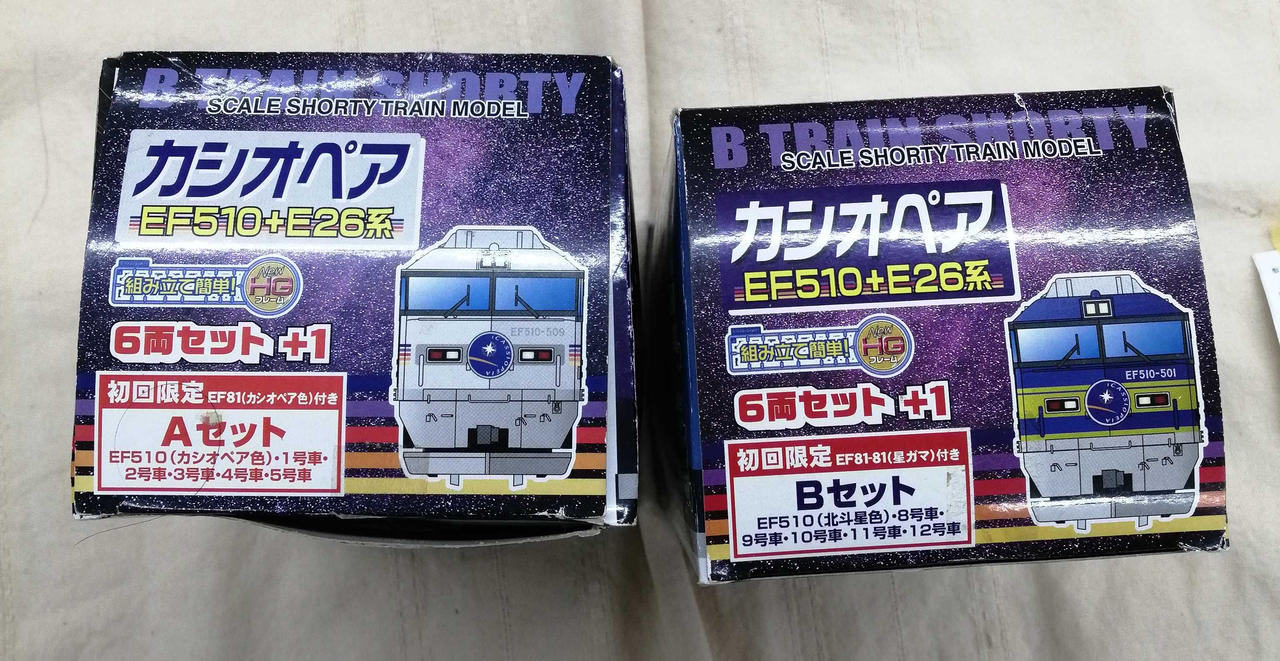 B TRAIN SHORTY
SCALE SHORTY TRAIN MODEL
カシオペア
EF510+E26系
組み立て簡単!
New
HG
フレーム
6両セット +1
初回限定 EF81(カシオペア色)付き
Aセット
EF510(カシオペア色)・1号車・
2号車・3号車・4号車・5号車
EF510-509
B TRAIN SHORTY
SCALE SHORTY TRAIN MODEL
カシオペア
EF510+E26系
組み立て簡単!
New
HG
フレーム
6両セット +1
初回限定 EF81-81(星ガマ)付き
Bセット
EF510(北斗星色)・8号車・
9号車・10号車・11号車・12号車
EF510-501
CASSIOPEIA